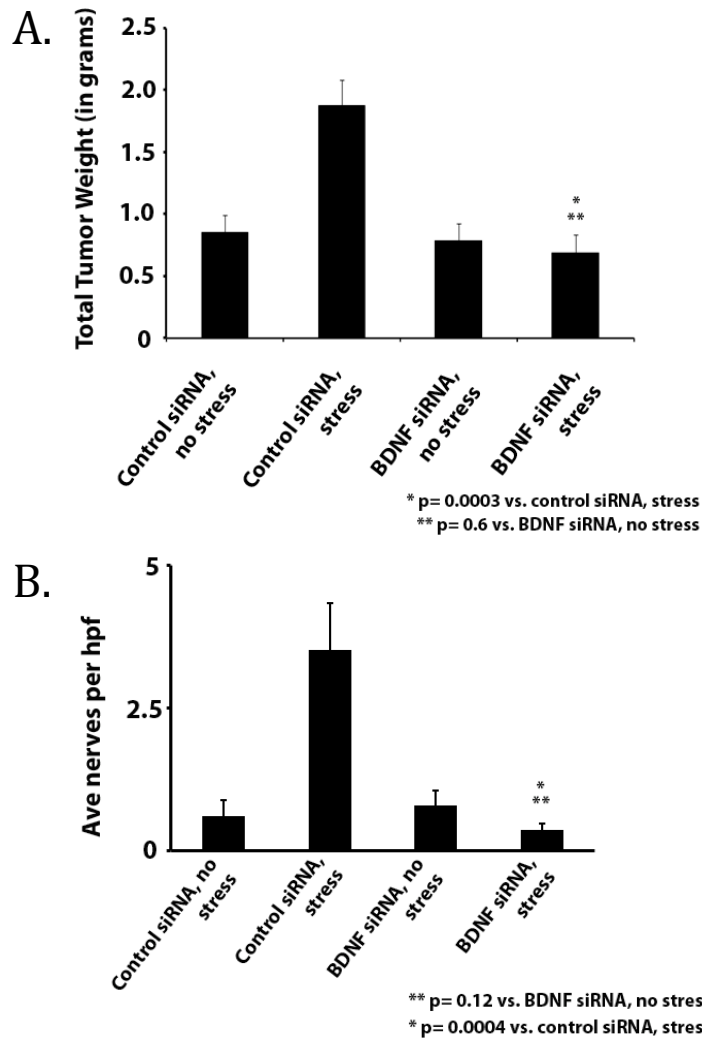 A.
Total Tumor Weight (in grams)
2.5
2.0
1.5
1.0
0.5
0
*
**
Control siRNA,
no stress
Control siRNA,
stress
BDNF siRNA,
no stress
BDNF siRNA,
stress
* p= 0.0003 vs. control siRNA, stress
** p= 0.6 vs. BDNF siRNA, no stress
B.
Ave nerves per hpf
5
2.5
0
*
**
Control siRNA, no
stress
Control siRNA,
stress
BDNF siRNA, no
stress
BDNF siRNA,
stress
** p= 0.12 vs. BDNF siRNA, no stres
* p= 0.0004 vs. control siRNA, stres